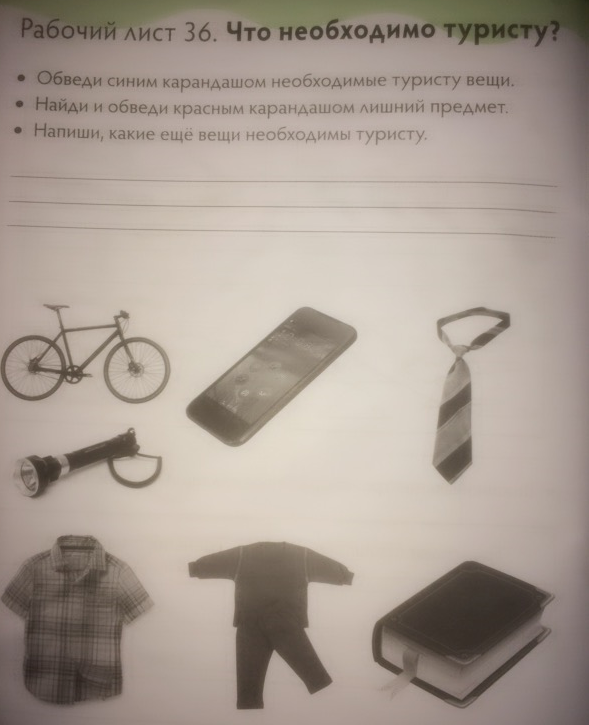 Рабочий лист 36. Что необходимо туристу?
• Обведи синим карандашом необходимые туристу вещи.
• Найди и обведи красным карандашом лишний предмет.
• Напиши, какие ещё вещи необходимы туристу.